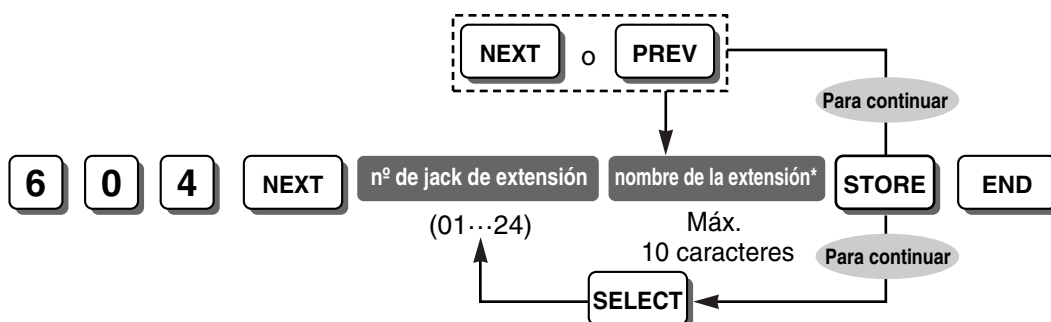 NEXT o PREV
Para continuar
6 0 4 NEXT nº de jack de extensión nombre de la extensión* STORE END
(01···24) Máx.
10 caracteres Para continuar
SELECT